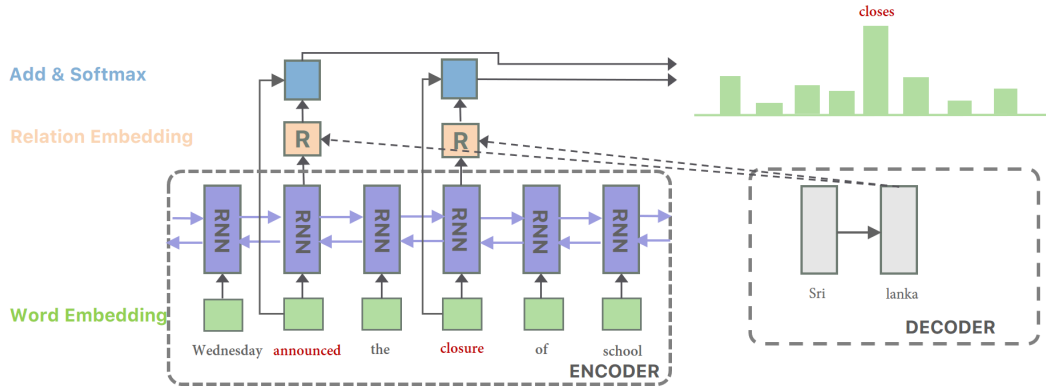 closes
Add & Softmax
Relation Embedding
R
R
RNN
RNN
RNN
RNN
RNN
RNN
Sri
lanka
Word Embedding
Wednesday announced the closure of school
ENCODER
DECODER